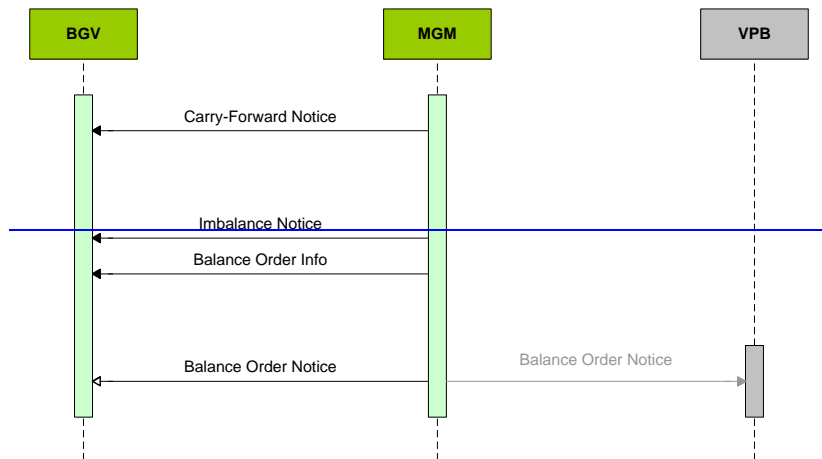 BGV
MGM
VPB
Carry-Forward Notice
Imbalance Notice
Balance Order Info
Balance Order Notice
Balance Order Notice